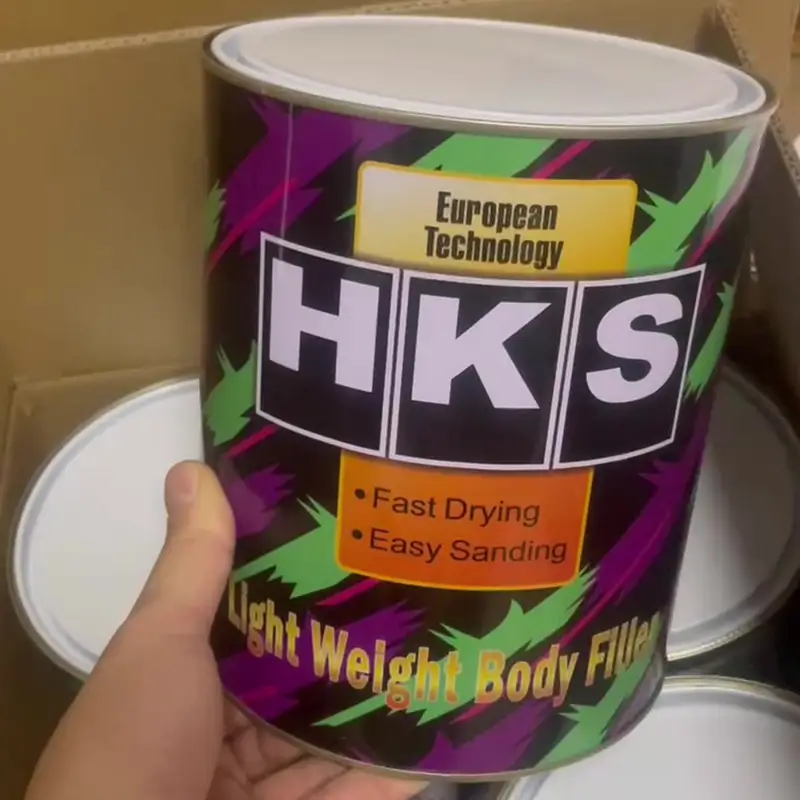 European
Technology
HKS
• Fast Drying
• Easy Sanding
Light Weight Body Filler